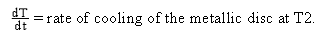 dT/dt = rate of cooling of the metallic disc at T2.